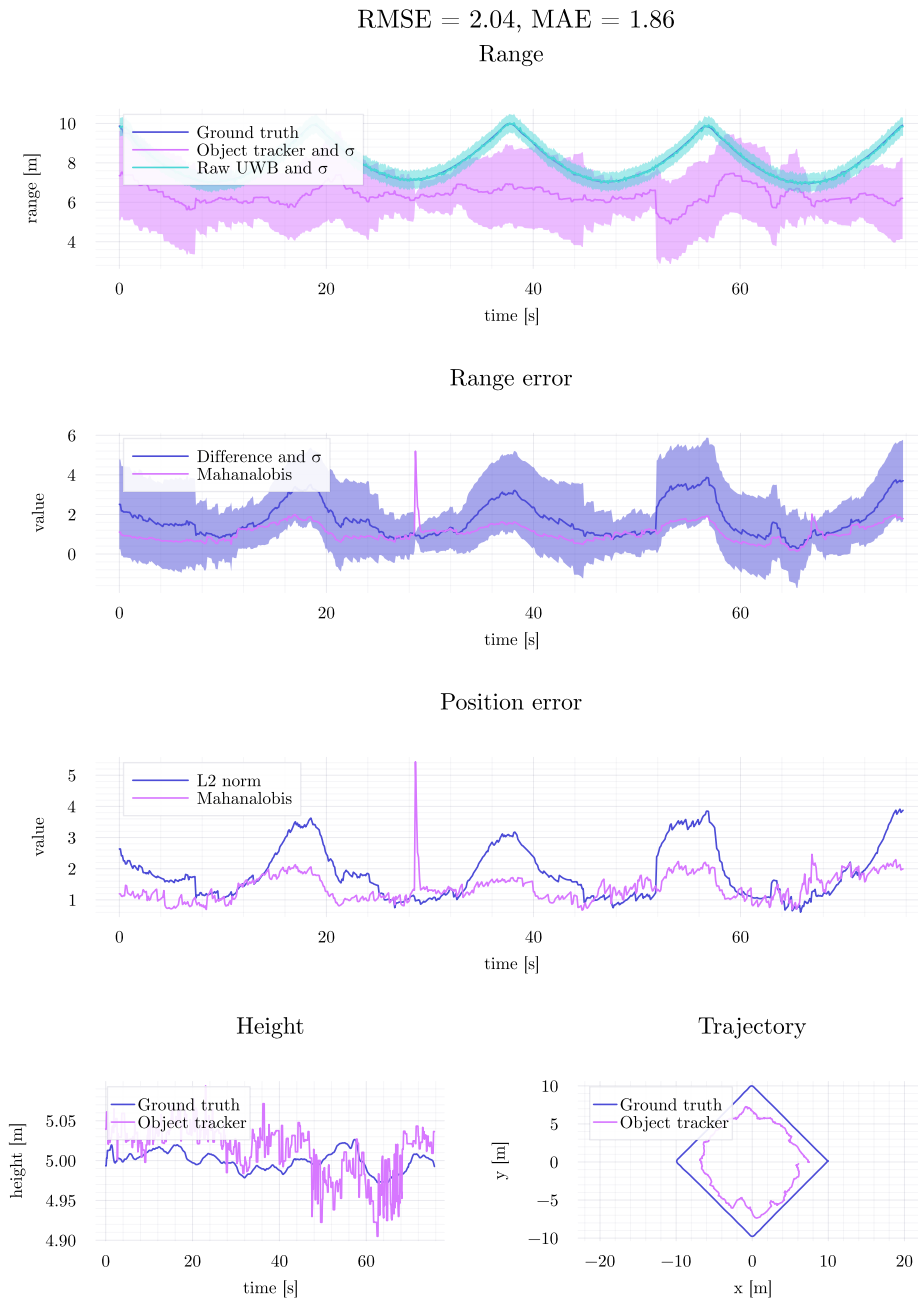 RMSE = 2.04, MAE = 1.86
Range
10
8
6
4
range [m]
Ground truth
Object tracker and σ
Raw UWB and σ
0 20 40 60
time [s]
Range error
6
4
2
0
value
Difference and σ
Mahanalobis
0 20 40 60
time [s]
Position error
5
4
3
2
1
value
L2 norm
Mahanalobis
0 20 40 60
time [s]
Height
5.05
5.00
4.95
4.90
height [m]
Ground truth
Object tracker
0 20 40 60
time [s]
Trajectory
10
5
0
−5
−10
y [m]
Ground truth
Object tracker
−20 −10 0 10 20
x [m]